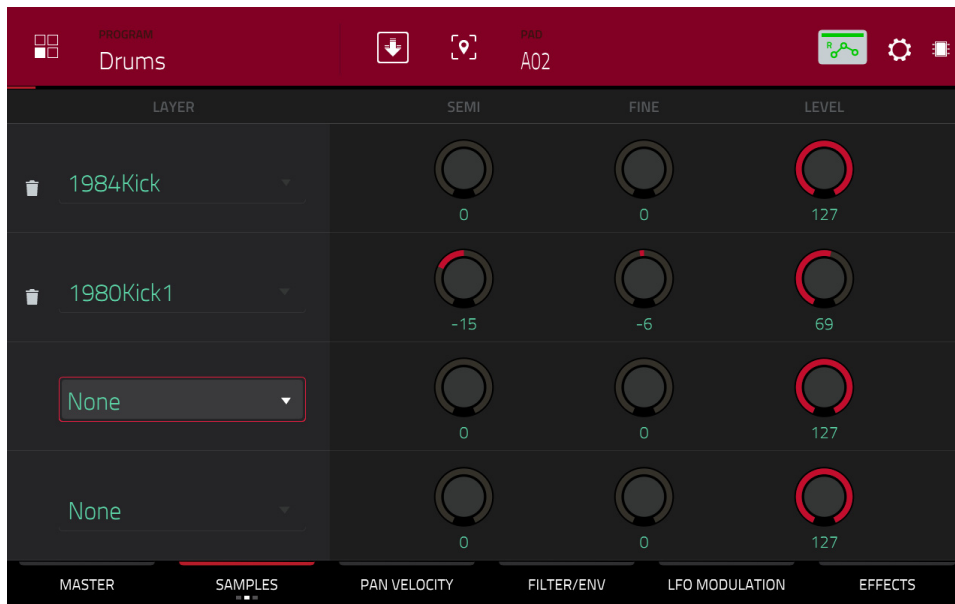 PROGRAM
Drums
PAD
A02
R
LAYER SEMI FINE LEVEL
1984Kick
0 0 127
1980Kick1
-15 -6 69
None
0 0 127
None
0 0 127
MASTER SAMPLES PAN VELOCITY FILTER/ENV LFO MODULATION EFFECTS